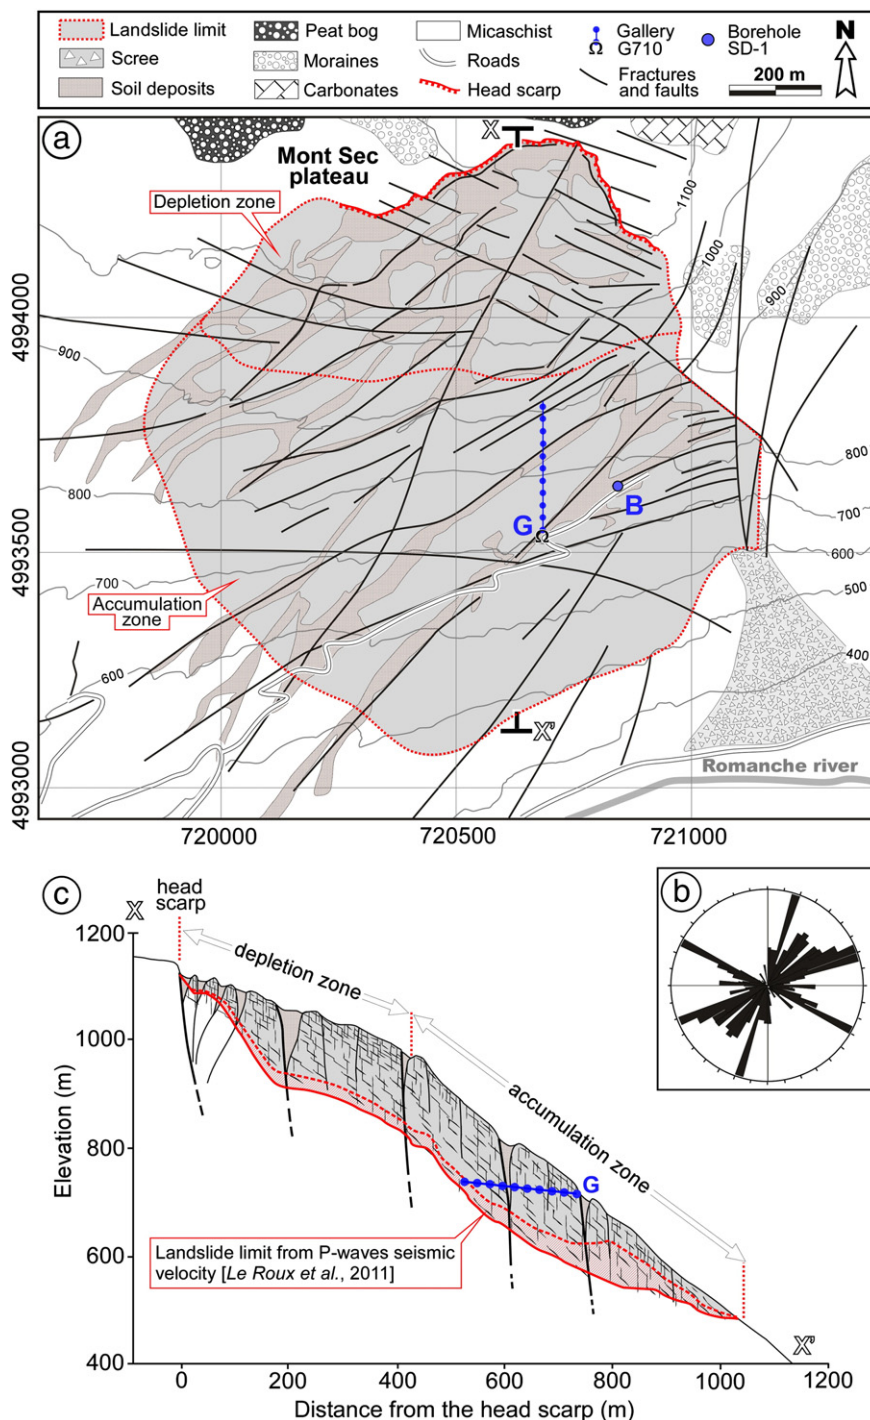 Landslide limit
Peat bog
Micaschist
Gallery
G710
Borehole
SD-1
N
Scree
Moraines
Roads
Soil deposits
Carbonates
Head scarp
Fractures
and faults
200 m
a
X
Mont Sec
plateau
Depletion zone
1100
1000
900
4994000
900
800
800
B
700
G
600
4993500
700
500
Accumulation
zone
400
600
X'
Romanche river
4993000
720000
720500
721000
c
b
X
head
scarp
1200
depletion zone
1000
accumulation zone
Elevation (m)
800
G
Landslide limit from P-waves seismic
velocity [Le Roux et al., 2011]
600
X'
400
0
200
400
600
800
1000
1200
Distance from the head scarp (m)